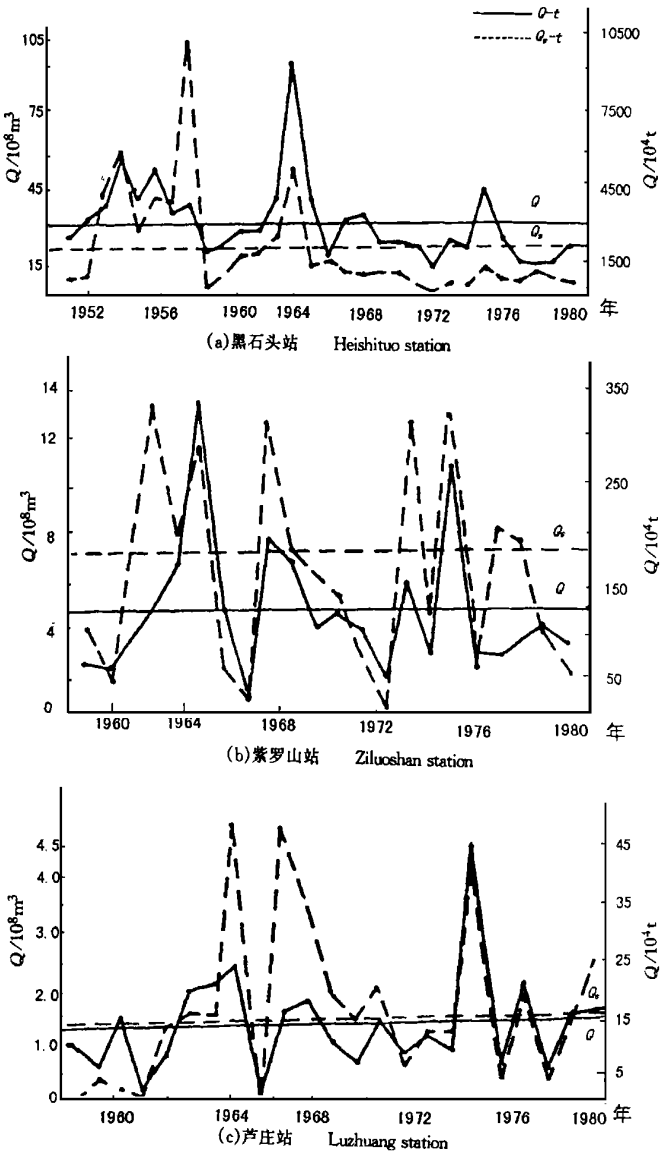 Q-t
Qs-t
105
75
45
15
Q/10⁸m³
10500
7500
4500
1500
Q/10⁴t
Q
Qs
1952 1956 1960 1964 1968 1972 1976 1980 年
(a)黑石头站 Heishituo station
14
12
8
4
0
Q/10⁸m³
350
250
150
50
Q/10⁴t
Qs
Q
1960 1964 1968 1972 1976 1980 年
(b)紫罗山站 Ziluoshan station
4.5
4.0
3.0
2.0
1.0
0
Q/10⁸m³
45
25
15
5
Q/10⁴t
Qs
Q
1960 1964 1968 1972 1976 1980 年
(c)芦庄站 Luzhuang station